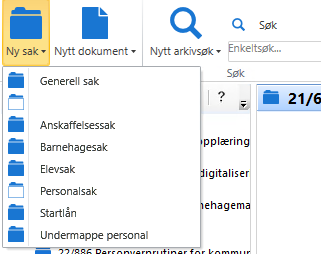 Ny sak
Nytt dokument
Nytt arkivsøk
Søk
Enkeltsøk...
Søk
Generell sak
?
21/6
Anskaffelsessak
opplæring
Barnehagesak
Elevsak
digitaliser
Personalsak
nehagema
Startlån
Undermappe personal
22/886 Personvernrutiner for kommur